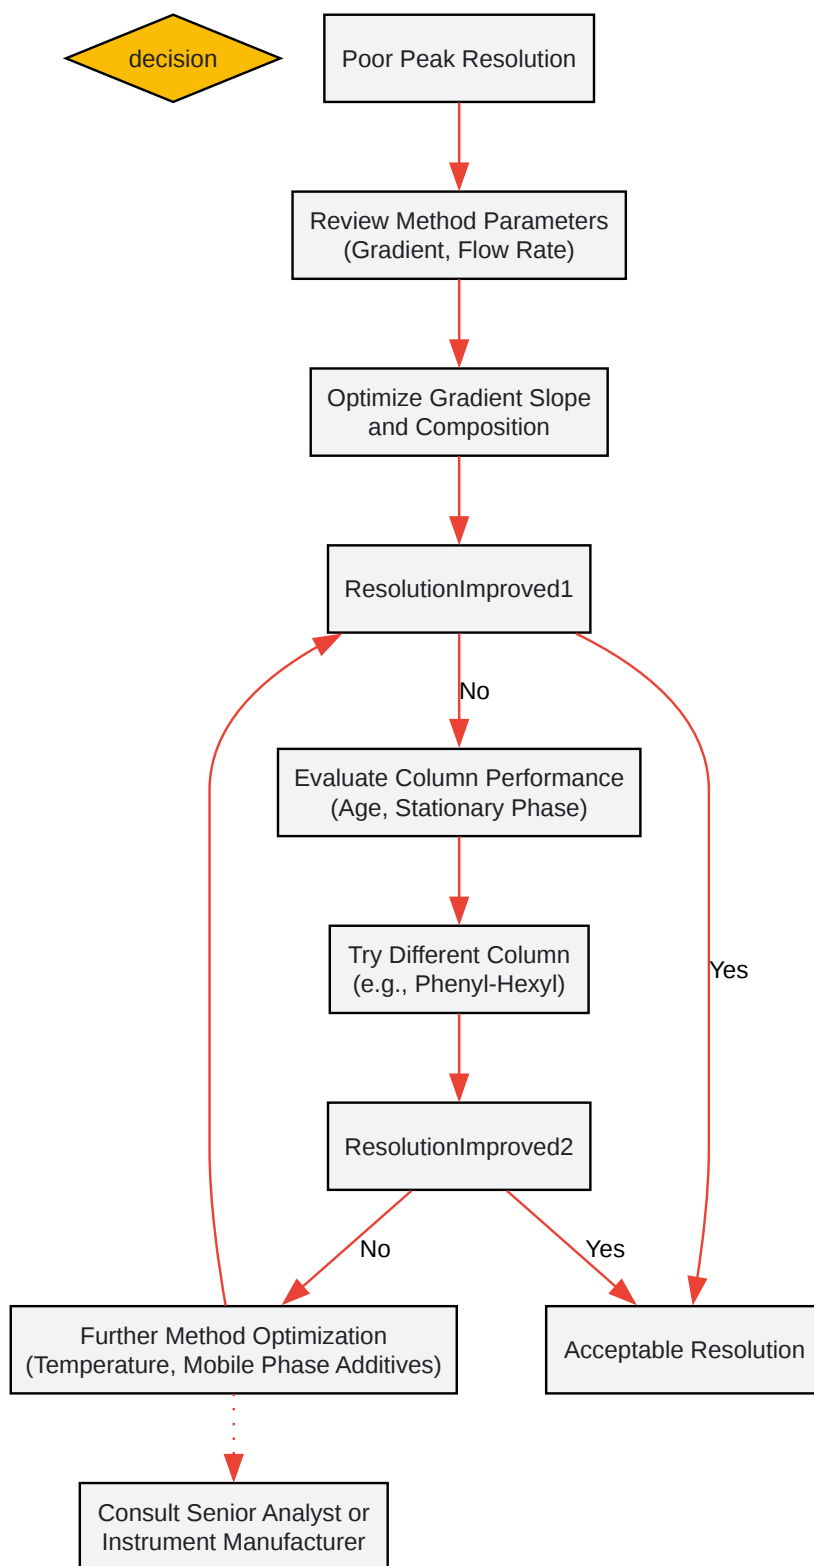 decision
Poor Peak Resolution
Review Method Parameters
(Gradient, Flow Rate)
Optimize Gradient Slope
and Composition
ResolutionImproved1
No
Evaluate Column Performance
(Age, Stationary Phase)
Try Different Column
(e.g., Phenyl-Hexyl)
Yes
ResolutionImproved2
No
Yes
Further Method Optimization
(Temperature, Mobile Phase Additives)
Acceptable Resolution
Consult Senior Analyst or
Instrument Manufacturer